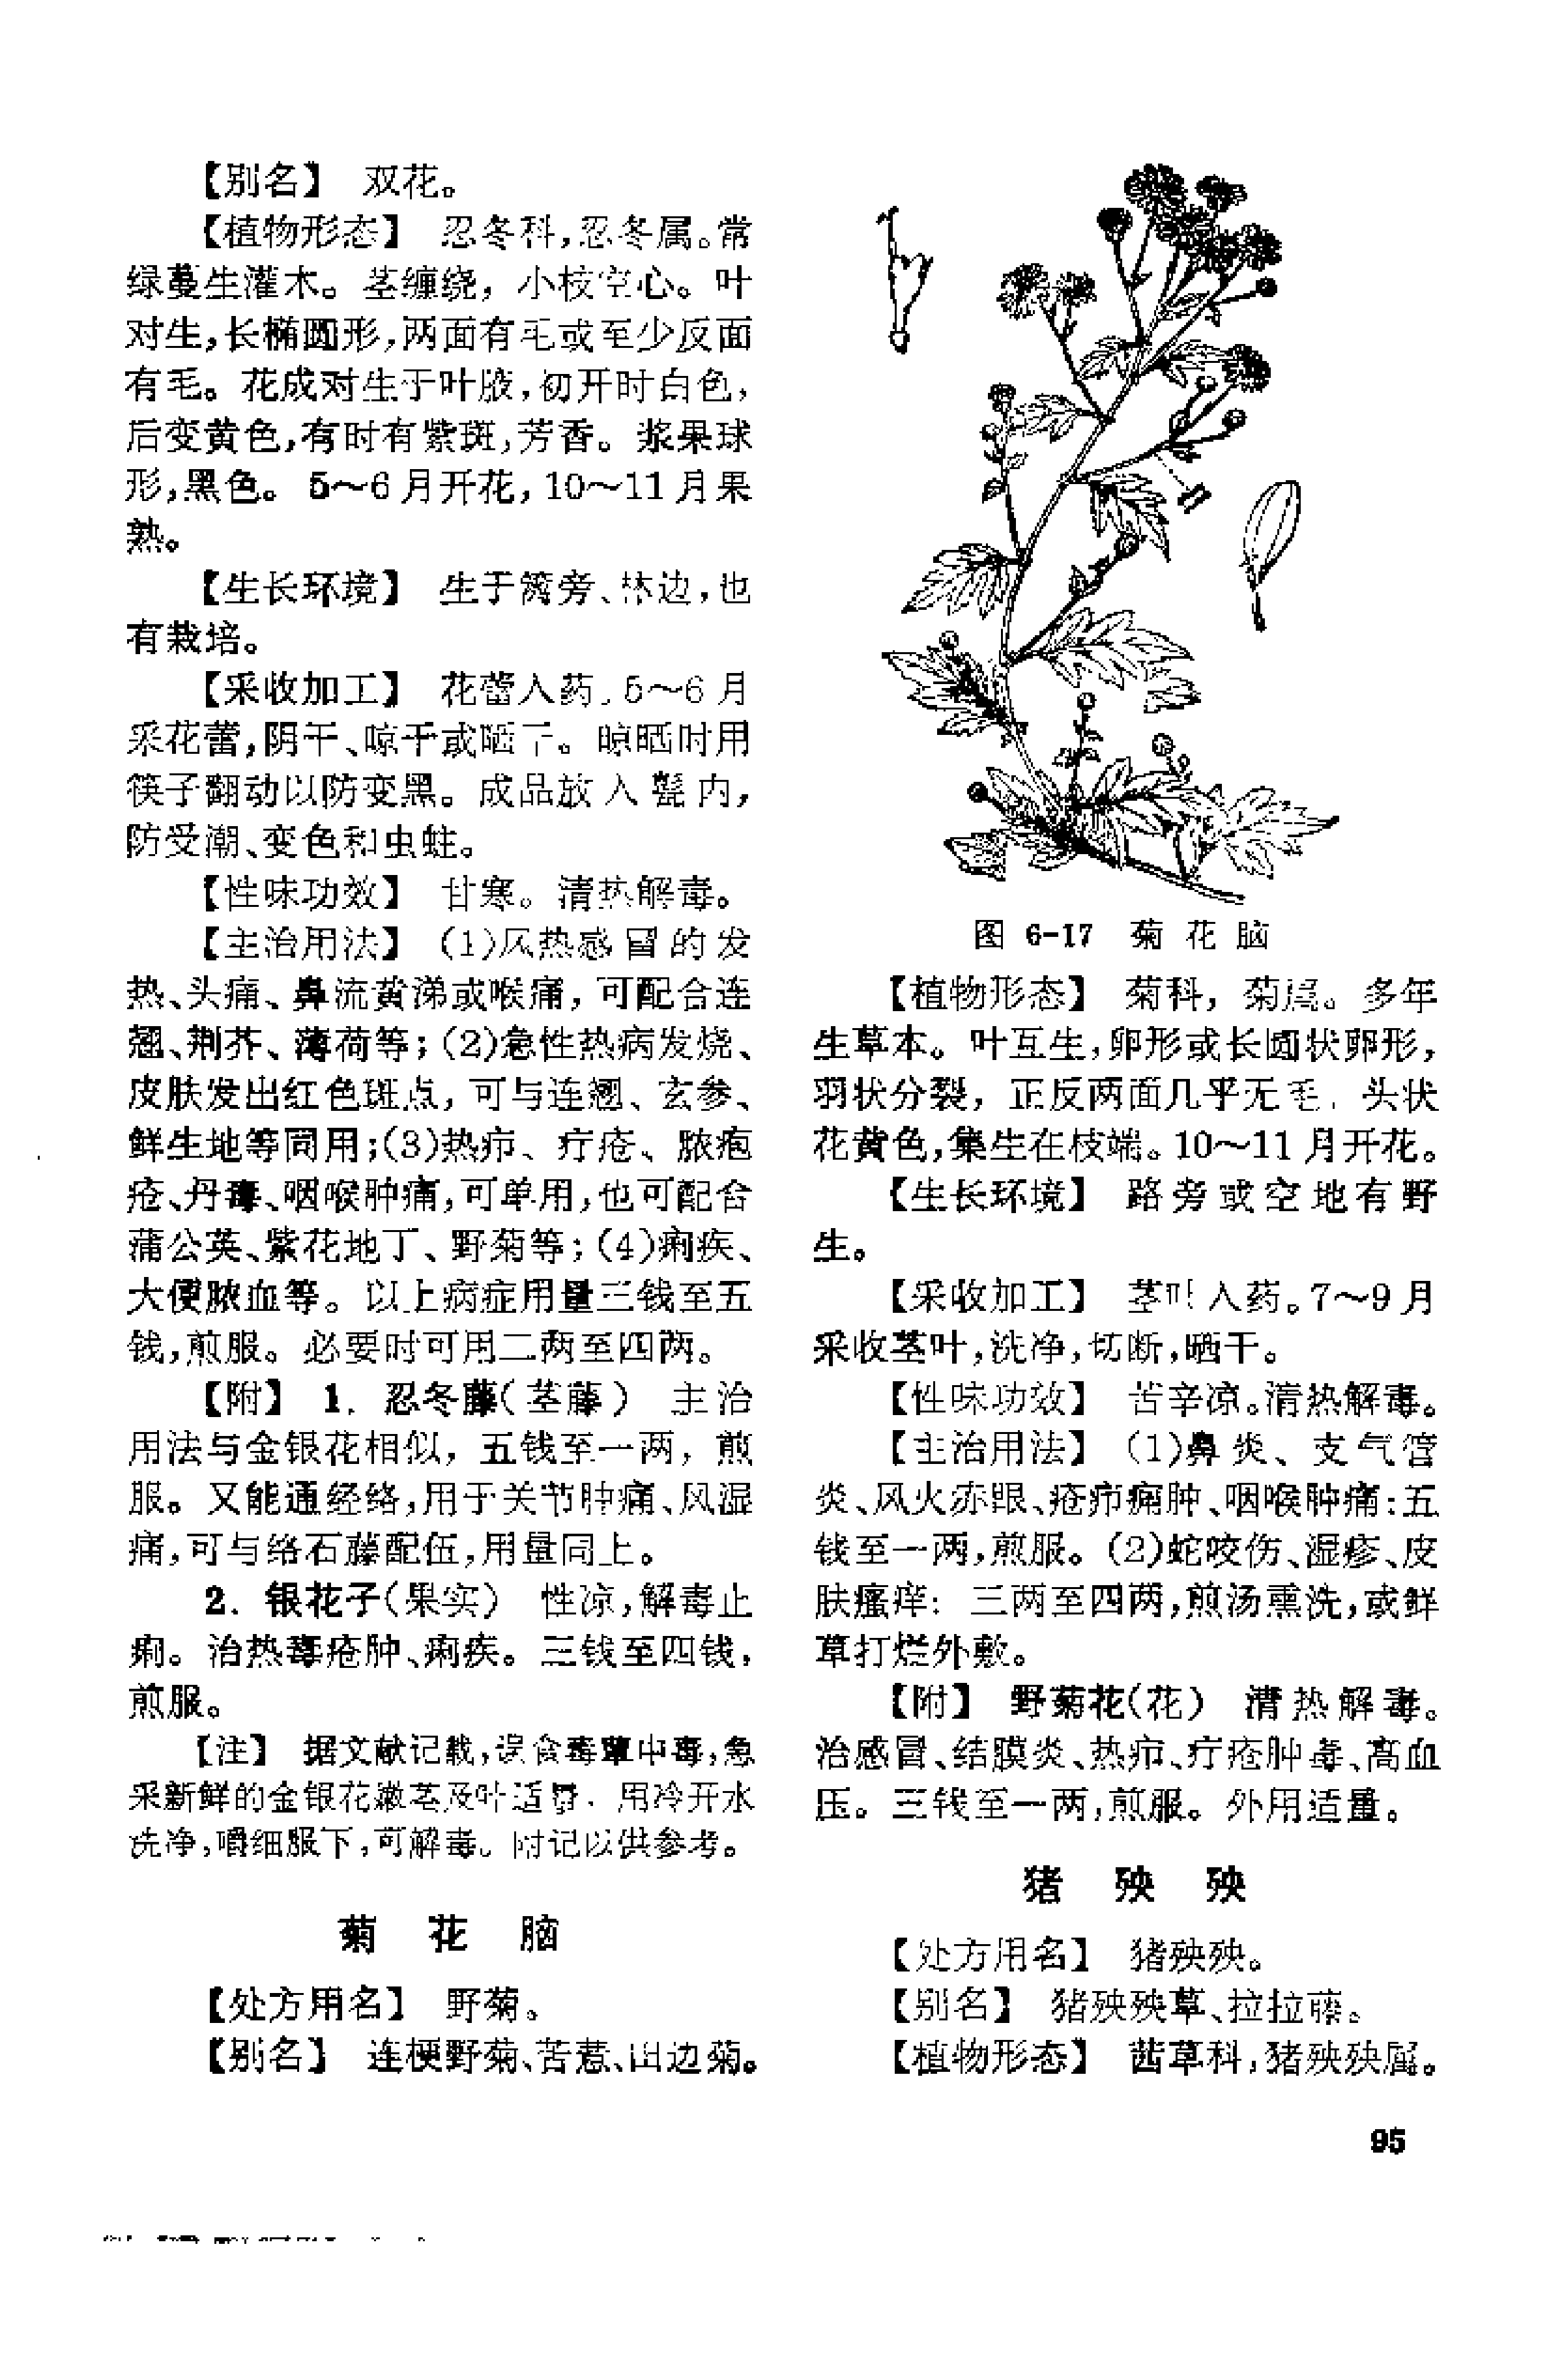 【别名】 双花。
【植物形态】 忍冬科,忍冬属。常
绿蔓生灌木。茎缠绕，小枝空心。叶
对生,长椭圆形,两面有毛或至少反面
有毛。花成对生于叶腋,初开时白色,
后变黄色,有时有紫斑,芳香。浆果球
形,黑色。5～6月开花,10～11月果
熟。
【生长环境】 生于篱旁、林边,也
有栽培。
【采收加工】 花蕾入药。5～6月
采花蕾,阴干、晾干或晒干。晾晒时用
筷子翻动以防变黑。成品放入甏内,
防受潮、变色和虫蛀。
【性味功效】 甘寒。清热解毒。
【主治用法】 (1)风热感冒的发
热、头痛、鼻流黄涕或喉痛,可配合连
翘、荆芥、薄荷等;(2)急性热病发烧、
皮肤发出红色斑点,可与连翘、玄参、
鲜生地等同用;(3)热疖、疔疮、脓疱
疮、丹毒、咽喉肿痛,可单用,也可配合
蒲公英、紫花地丁、野菊等;(4)痢疾、
大便脓血等。以上病症用量三钱至五
钱,煎服。必要时可用二两至四两。
【附】 1. 忍冬藤(茎藤) 主治
用法与金银花相似,五钱至一两,煎
服。又能通经络,用于关节肿痛、风湿
痛,可与络石藤配伍,用量同上。
2. 银花子(果实) 性凉,解毒止
痢。治热毒疮肿、痢疾。三钱至四钱,
煎服。
【注】 据文献记载,误食毒蕈中毒,急
采新鲜的金银花嫩茎及叶适量,用冷开水
洗净,嚼细服下,可解毒。附记以供参考。
菊 花 脑
【处方用名】 野菊。
【别名】 连梗野菊、苦薏、田边菊。
图 6-17 菊花脑
【植物形态】 菊科,菊属。多年
生草本。叶互生,卵形或长圆状卵形,
羽状分裂,正反两面几乎无毛。头状
花黄色,集生在枝端。10～11月开花。
【生长环境】 路旁或空地有野
生。
【采收加工】 茎叶入药。7～9月
采收茎叶,洗净,切断,晒干。
【性味功效】 苦辛凉。清热解毒。
【主治用法】 (1)鼻炎、支气管
炎、风火赤眼、疮疖痈肿、咽喉肿痛:五
钱至一两,煎服。(2)蛇咬伤、湿疹、皮
肤瘙痒: 三两至四两,煎汤熏洗,或鲜
草打烂外敷。
【附】 野菊花(花) 清热解毒。
治感冒、结膜炎、热疖、疔疮肿毒、高血
压。三钱至一两,煎服。外用适量。
猪 殃 殃
【处方用名】 猪殃殃。
【别名】 猪殃殃草、拉拉藤。
【植物形态】 茜草科,猪殃殃属。
95